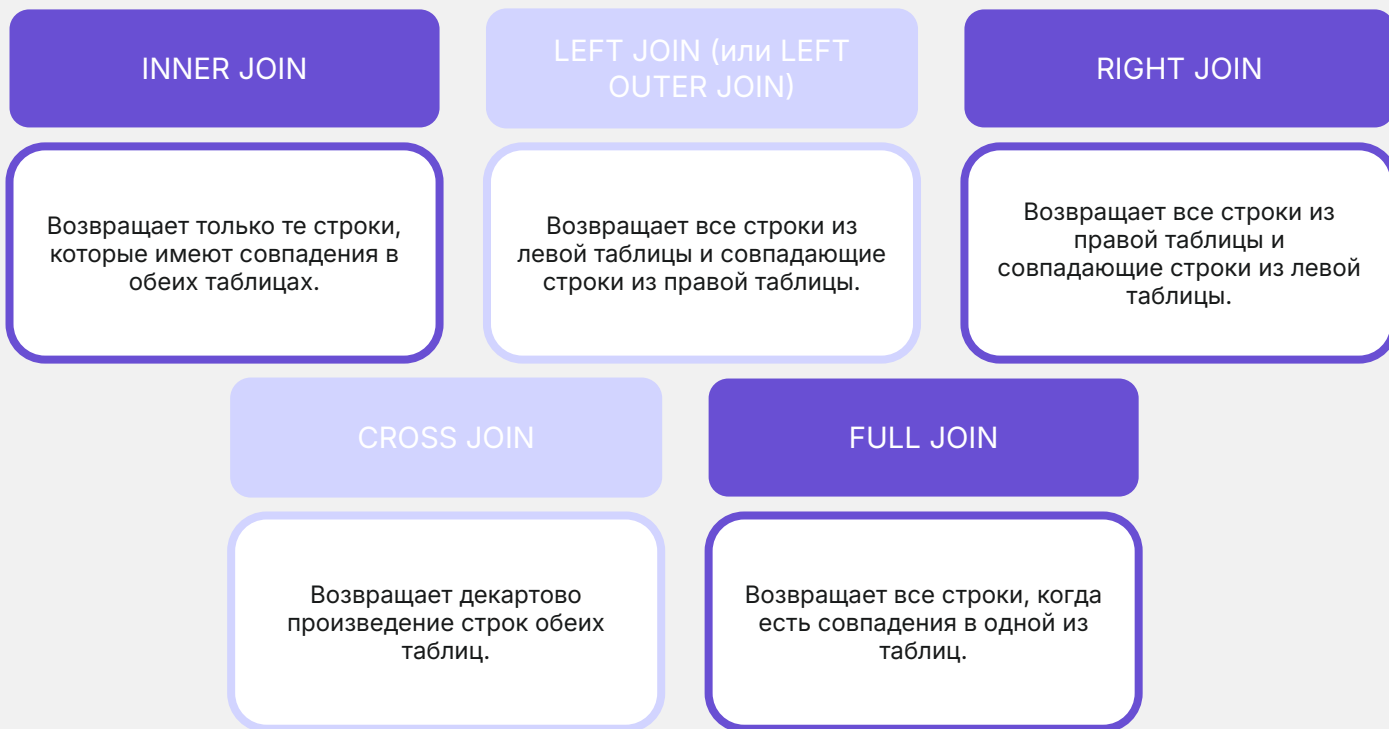 INNER JOIN
LEFT JOIN (или LEFT
OUTER JOIN)
RIGHT JOIN
Возвращает только те строки,
которые имеют совпадения в
обеих таблицах.
Возвращает все строки из
левой таблицы и совпадающие
строки из правой таблицы.
Возвращает все строки из
правой таблицы и
совпадающие строки из левой
таблицы.
CROSS JOIN
FULL JOIN
Возвращает декартово
произведение строк обеих
таблиц.
Возвращает все строки, когда
есть совпадения в одной из
таблиц.